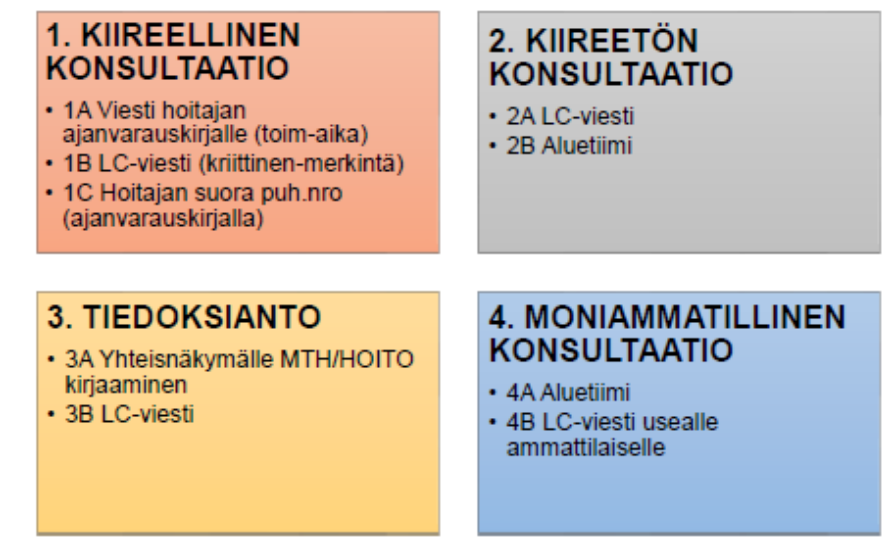 1. KIIREELLINEN
KONSULTAATIO
• 1A Viesti hoitajan
ajanvarauskirjalle (toim-aika)
• 1B LC-viesti (kriittinen-merkintä)
• 1C Hoitajan suora puh.nro
(ajanvarauskirjalla)
2. KIIREETÖN
KONSULTAATIO
• 2A LC-viesti
• 2B Aluetiimi
3. TIEDOKSIANTO
• 3A Yhteisnäkymälle MTH/HOITO
kirjaaminen
• 3B LC-viesti
4. MONIAMMATILLINEN
KONSULTAATIO
• 4A Aluetiimi
• 4B LC-viesti usealle
ammattilaiselle